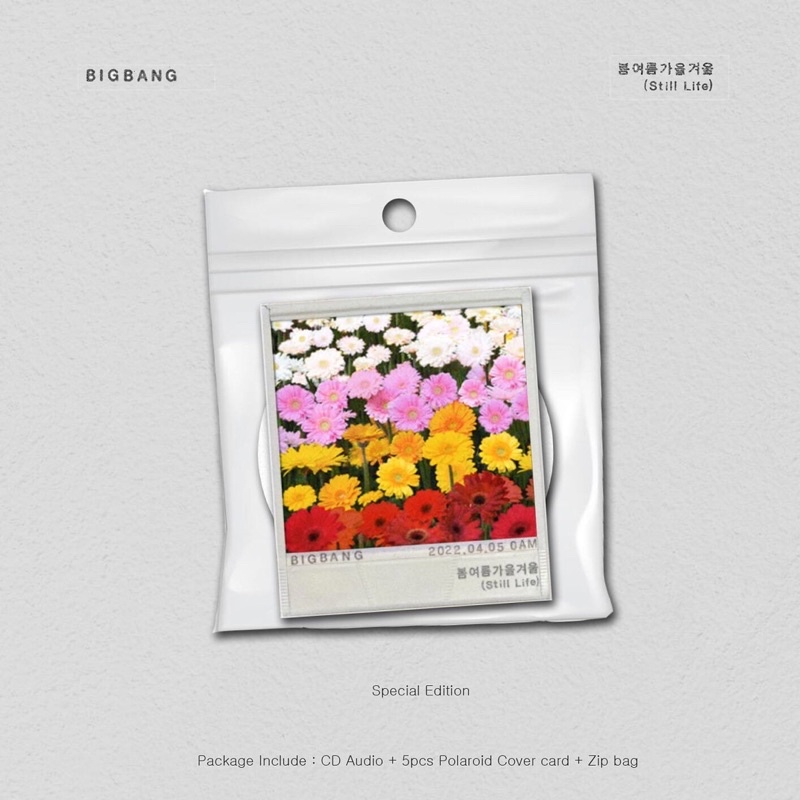 BIGBANG
봄여름가을겨울
(Still Life)
BIGBANG
2022.04.05 0AM
봄여름가을겨울
(Still Life)
Special Edition
Package Include : CD Audio + 5pcs Polaroid Cover card + Zip bag